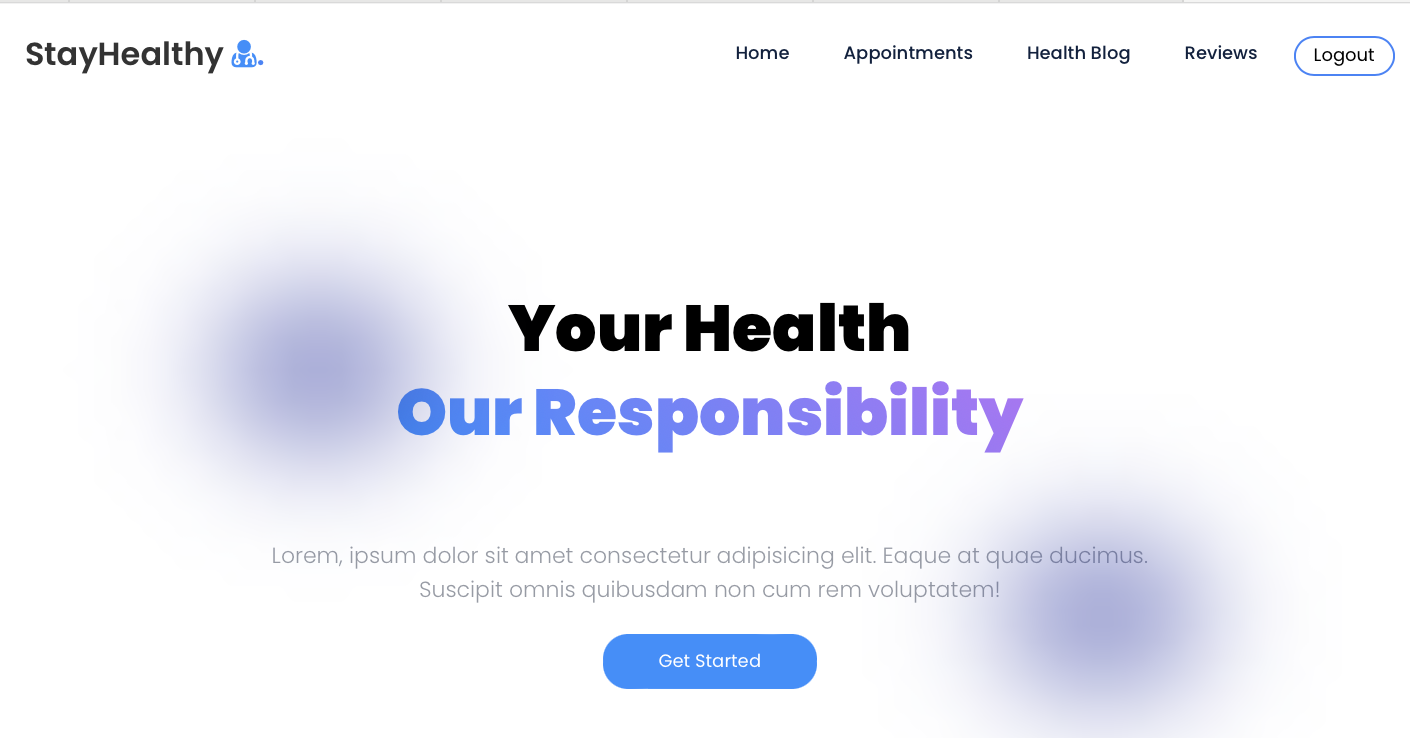 StayHealthy
Home Appointments Health Blog Reviews Logout
Your Health
Our Responsibility
Lorem, ipsum dolor sit amet consectetur adipisicing elit. Eaque at quae ducimus.
Suscipit omnis quibusdam non cum rem voluptatem!
Get Started